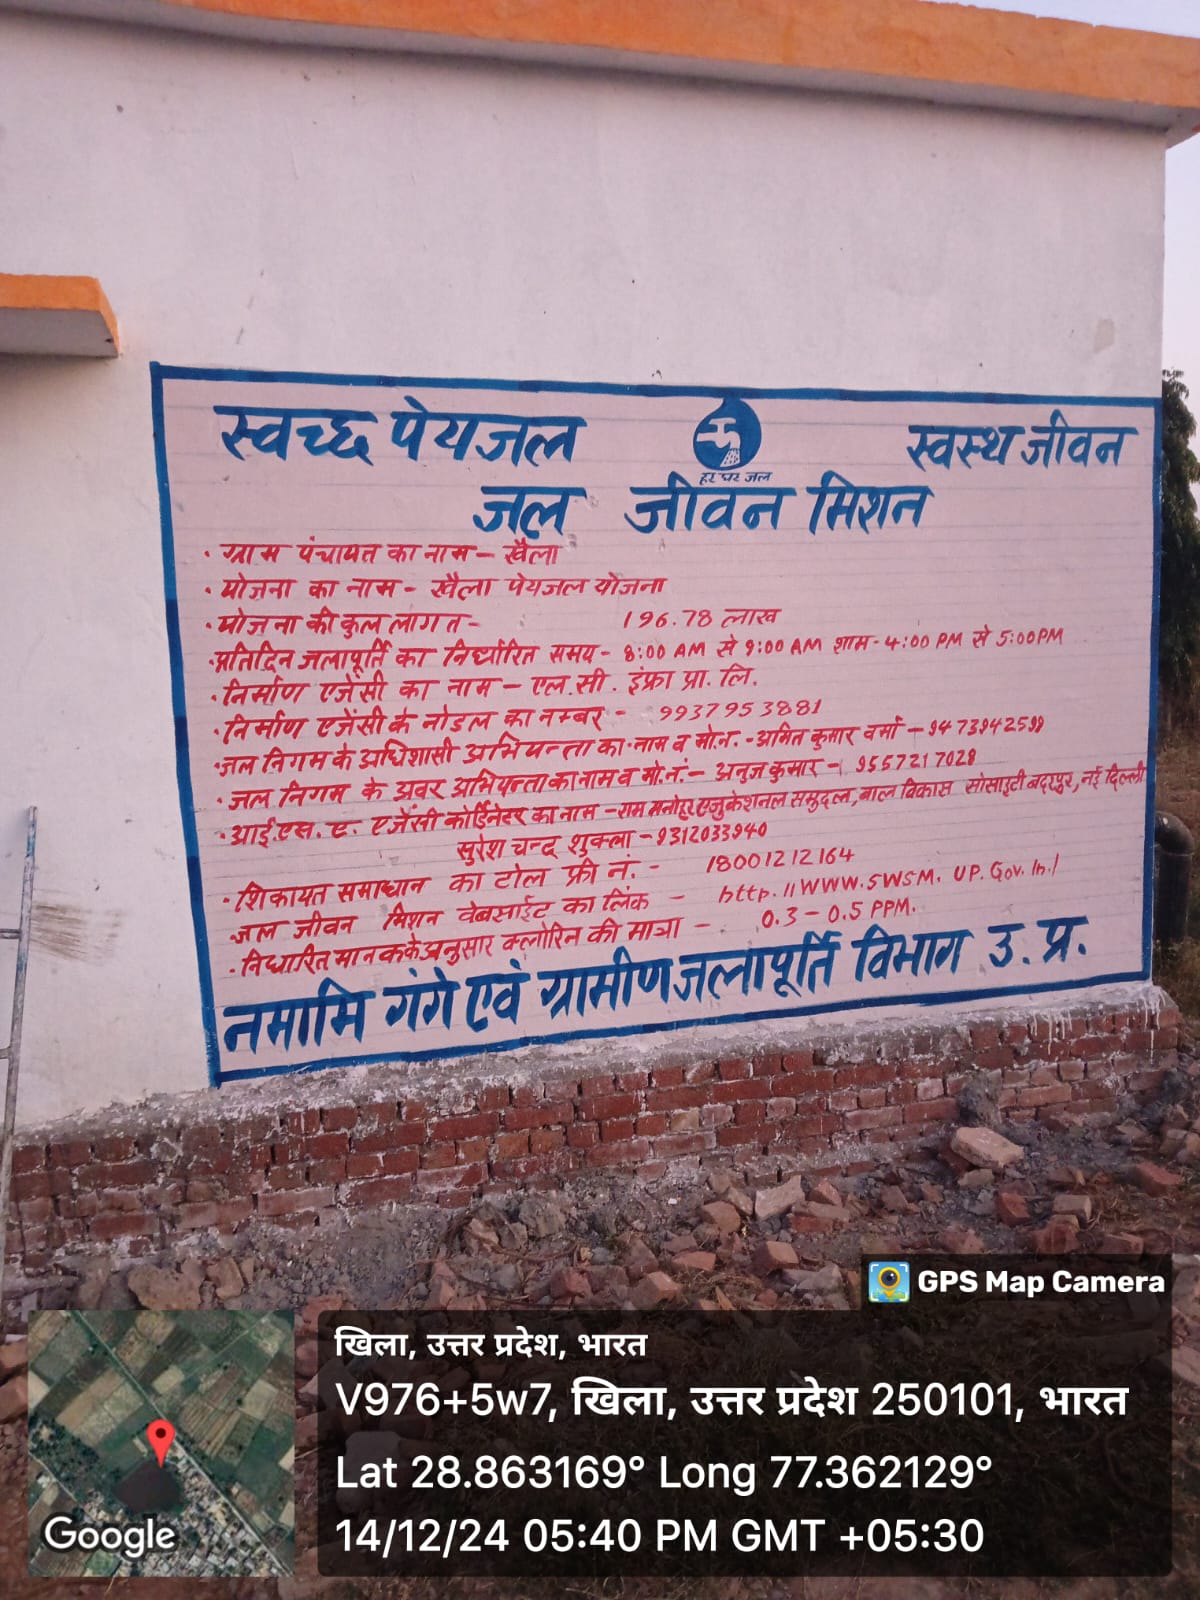 स्वच्छ पेयजल
स्वस्थ जीवन
हर घर जल
जल जीवन मिशन
· ग्राम पंचायत का नाम – खैला
· योजना का नाम - खैला पेयजल योजना
· योजना की कुल लागत - 196.78 लाख
· प्रतिदिन जलापूर्ति का निर्धारित समय - 8:00 AM से 9:00 AM शाम - 4:00 PM से 5:00 PM
· निर्माण एजेंसी का नाम – एल.सी. इंफ्रा प्रा. लि.
· निर्माण एजेंसी के नोडल का नम्बर - 9937953881
· जल निगम के अधिशासी अभियन्ता का नाम व मो.न. - अमित कुमार वर्मा – 9473942599
· जल निगम के अवर अभियन्ता का नाम व मो.नं. – अनुज कुमार – 9557217028
· आई.एस.ए. एजेंसी कोर्डिनेटर का नाम – राम मनोहर एजुकेशनल समुदल, बाल विकास सोसाइटी बदरपुर, नई दिल्ली
सुरेश चन्द्र शुक्ला - 9312033940
· शिकायत समाधान का टोल फ्री नं. - 18001212164
जल जीवन मिशन वेबसाईट का लिंक – http.//WWW.SWSM.UP.Gov.In./
· निर्धारित मानक के अनुसार क्लोरिन की मात्रा – 0.3 – 0.5 PPM.
नमामि गंगे एवं ग्रामीण जलापूर्ति विभाग उ. प्र.
GPS Map Camera
खिला, उत्तर प्रदेश, भारत
V976+5w7, खिला, उत्तर प्रदेश 250101, भारत
Lat 28.863169° Long 77.362129°
14/12/24 05:40 PM GMT +05:30
Google